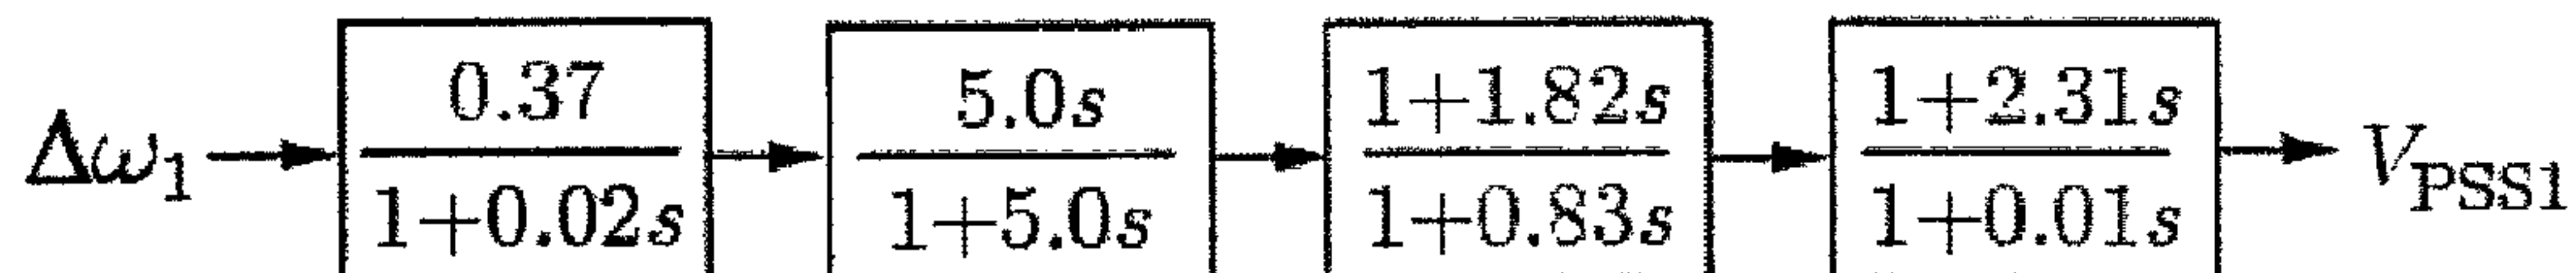 Δω₁ 0.37 5.0s 1+1.82s 1+2.31s V_PSS1
1+0.02s 1+5.0s 1+0.83s 1+0.01s